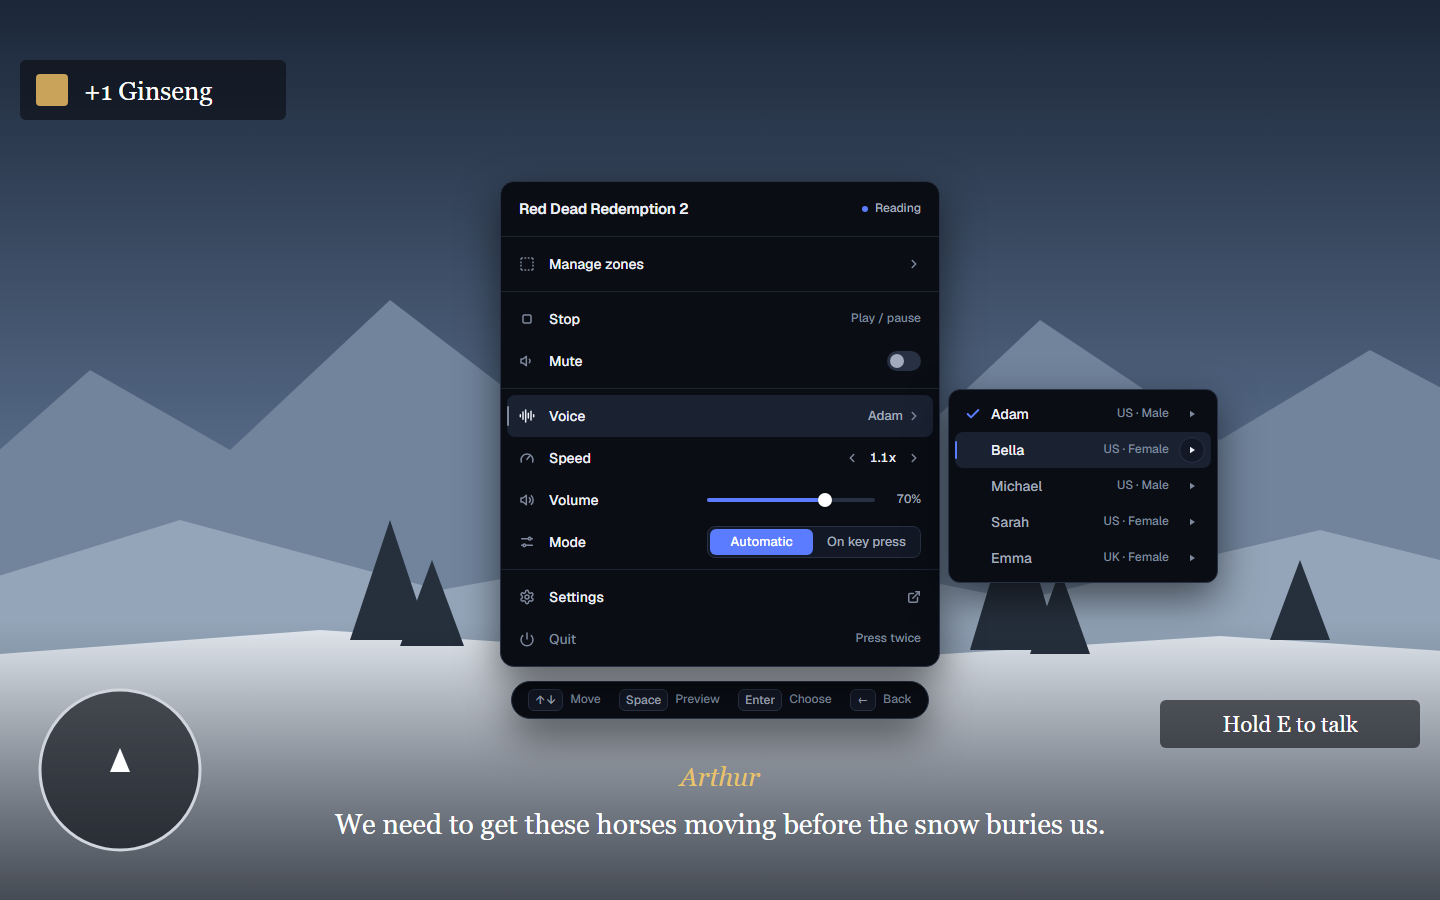 +1 Ginseng
Red Dead Redemption 2 Reading
Manage zones
Stop Play / pause
Mute
Voice Adam
Speed 1.1x
Volume 70%
Mode Automatic On key press
Settings
Quit Press twice
Adam US · Male
Bella US · Female
Michael US · Male
Sarah US · Female
Emma UK · Female
↑↓ Move Space Preview Enter Choose ← Back
Hold E to talk
Arthur
We need to get these horses moving before the snow buries us.